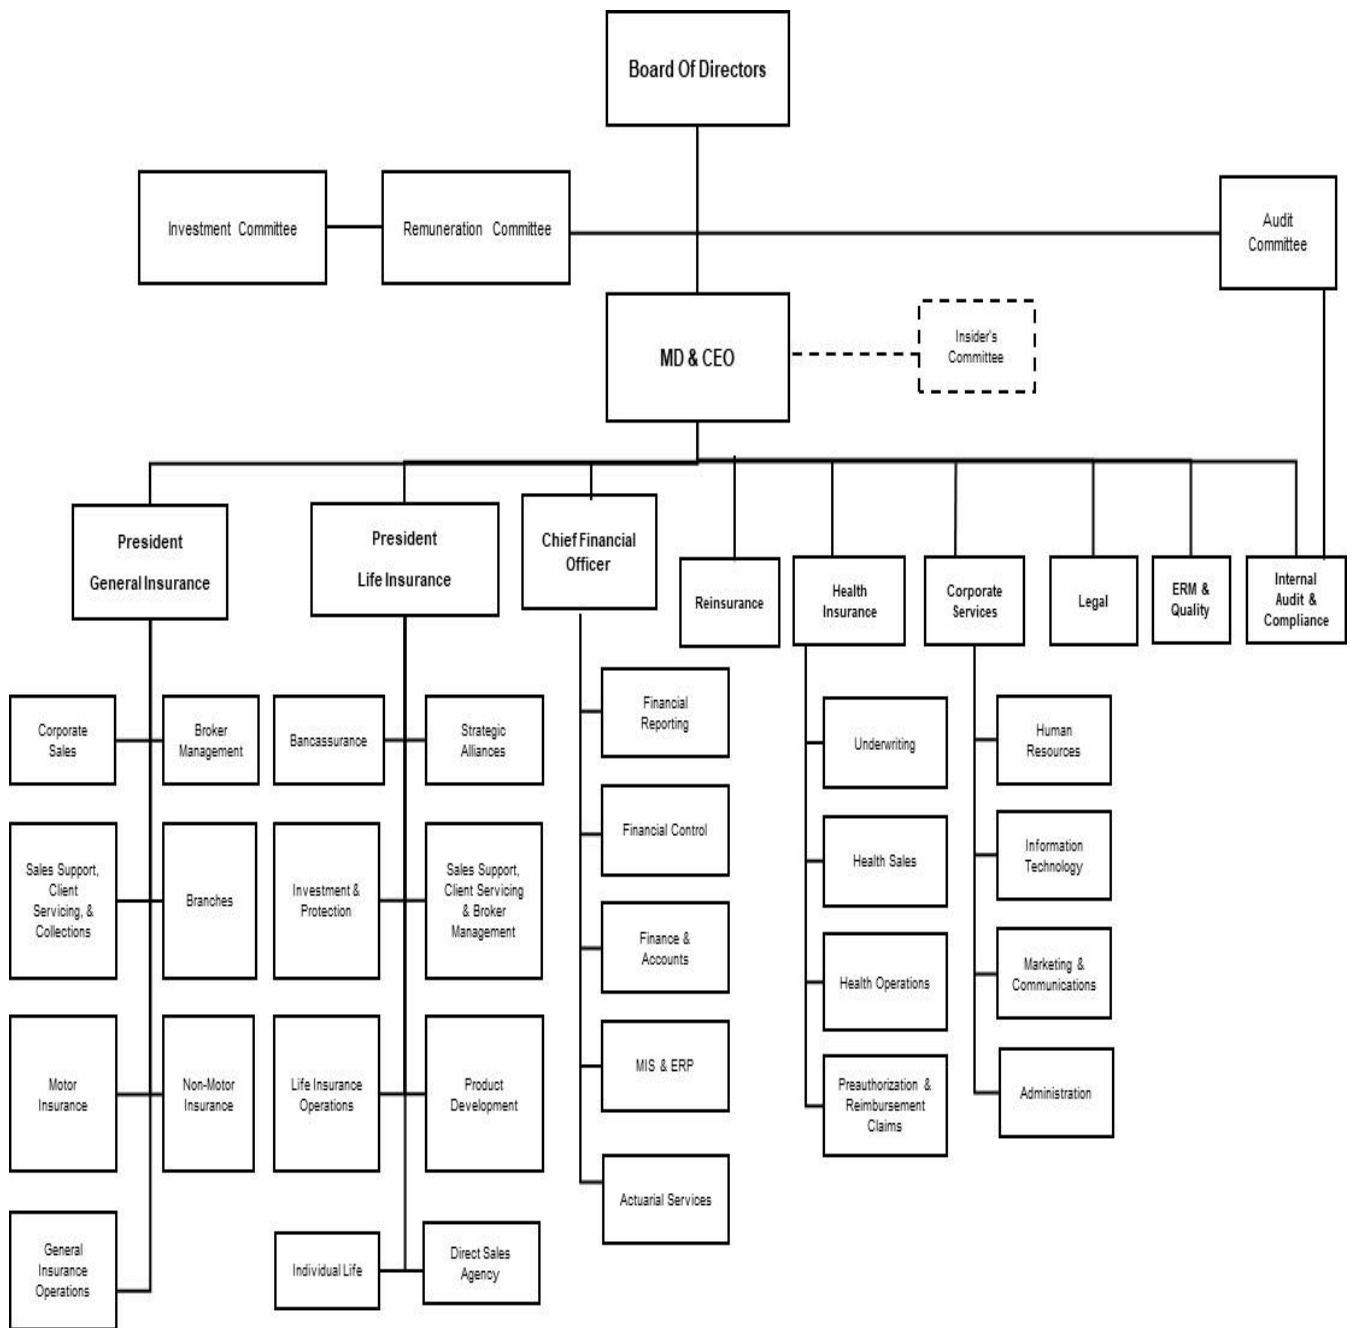 Board Of Directors
Investment Committee
Remuneration Committee
Audit
Committee
MD & CEO
Insider's
Committee
President
General Insurance
President
Life Insurance
Chief Financial
Officer
Reinsurance
Health
Insurance
Corporate
Services
Legal
ERM &
Quality
Internal
Audit &
Compliance
Corporate
Sales
Broker
Management
Sales Support,
Client
Servicing, &
Collections
Branches
Motor
Insurance
Non-Motor
Insurance
General
Insurance
Operations
Bancassurance
Strategic
Alliances
Investment &
Protection
Sales Support,
Client Servicing
& Broker
Management
Life Insurance
Operations
Product
Development
Individual Life
Direct Sales
Agency
Financial
Reporting
Financial Control
Finance &
Accounts
MIS & ERP
Actuarial Services
Underwriting
Health Sales
Health Operations
Preauthorization &
Reimbursement
Claims
Human
Resources
Information
Technology
Marketing &
Communications
Administration